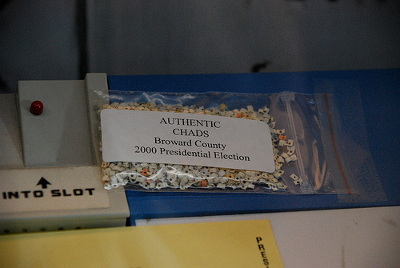 AUTHENTIC
CHADS
Broward County
2000 Presidential Election
INTO SLOT